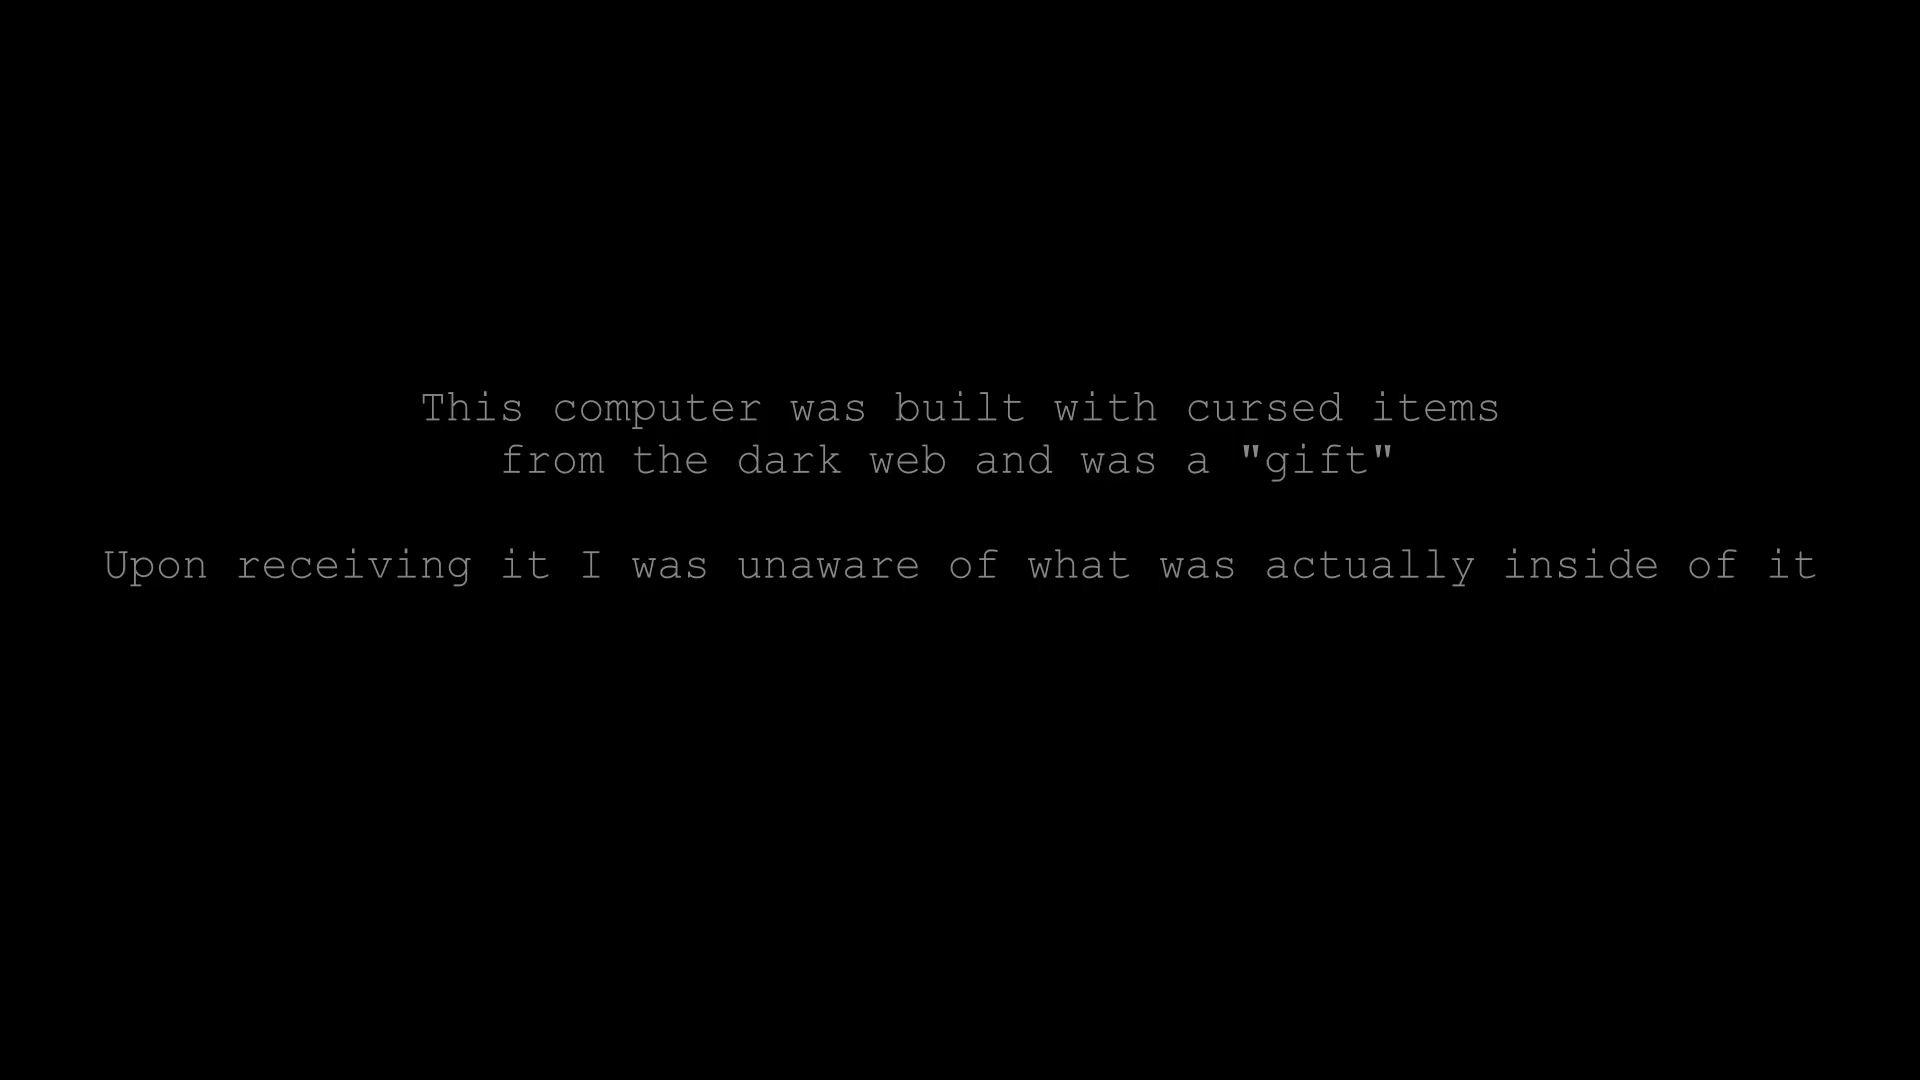 This computer was built with cursed items
from the dark web and was a "gift"
Upon receiving it I was unaware of what was actually inside of it